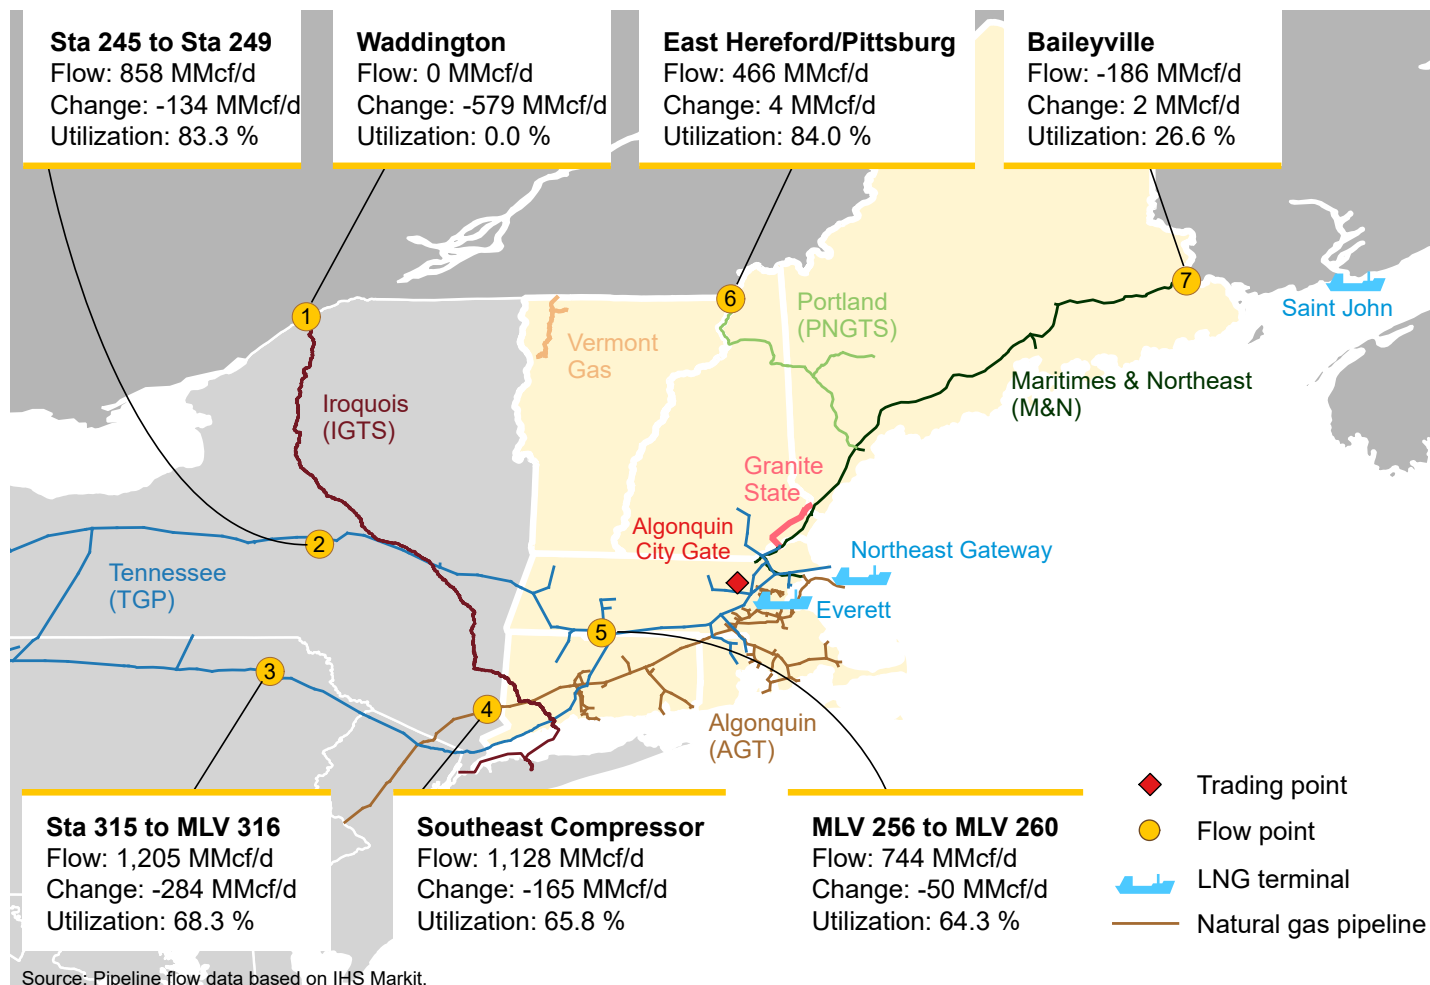 Sta 245 to Sta 249
Flow: 858 MMcf/d
Change: -134 MMcf/d
Utilization: 83.3 %
Waddington
Flow: 0 MMcf/d
Change: -579 MMcf/d
Utilization: 0.0 %
East Hereford/Pittsburg
Flow: 466 MMcf/d
Change: 4 MMcf/d
Utilization: 84.0 %
Baileyville
Flow: -186 MMcf/d
Change: 2 MMcf/d
Utilization: 26.6 %
7
6
1
Saint John
Portland
(PNGTS)
Vermont
Gas
Maritimes & Northeast
(M&N)
Iroquois
(IGTS)
Granite
State
Algonquin
City Gate
2
Northeast Gateway
Tennessee
(TGP)
Everett
5
3
4
Algonquin
(AGT)
Sta 315 to MLV 316
Flow: 1,205 MMcf/d
Change: -284 MMcf/d
Utilization: 68.3 %
Southeast Compressor
Flow: 1,128 MMcf/d
Change: -165 MMcf/d
Utilization: 65.8 %
MLV 256 to MLV 260
Flow: 744 MMcf/d
Change: -50 MMcf/d
Utilization: 64.3 %
Trading point
Flow point
LNG terminal
Natural gas pipeline
Source: Pipeline flow data based on IHS Markit.